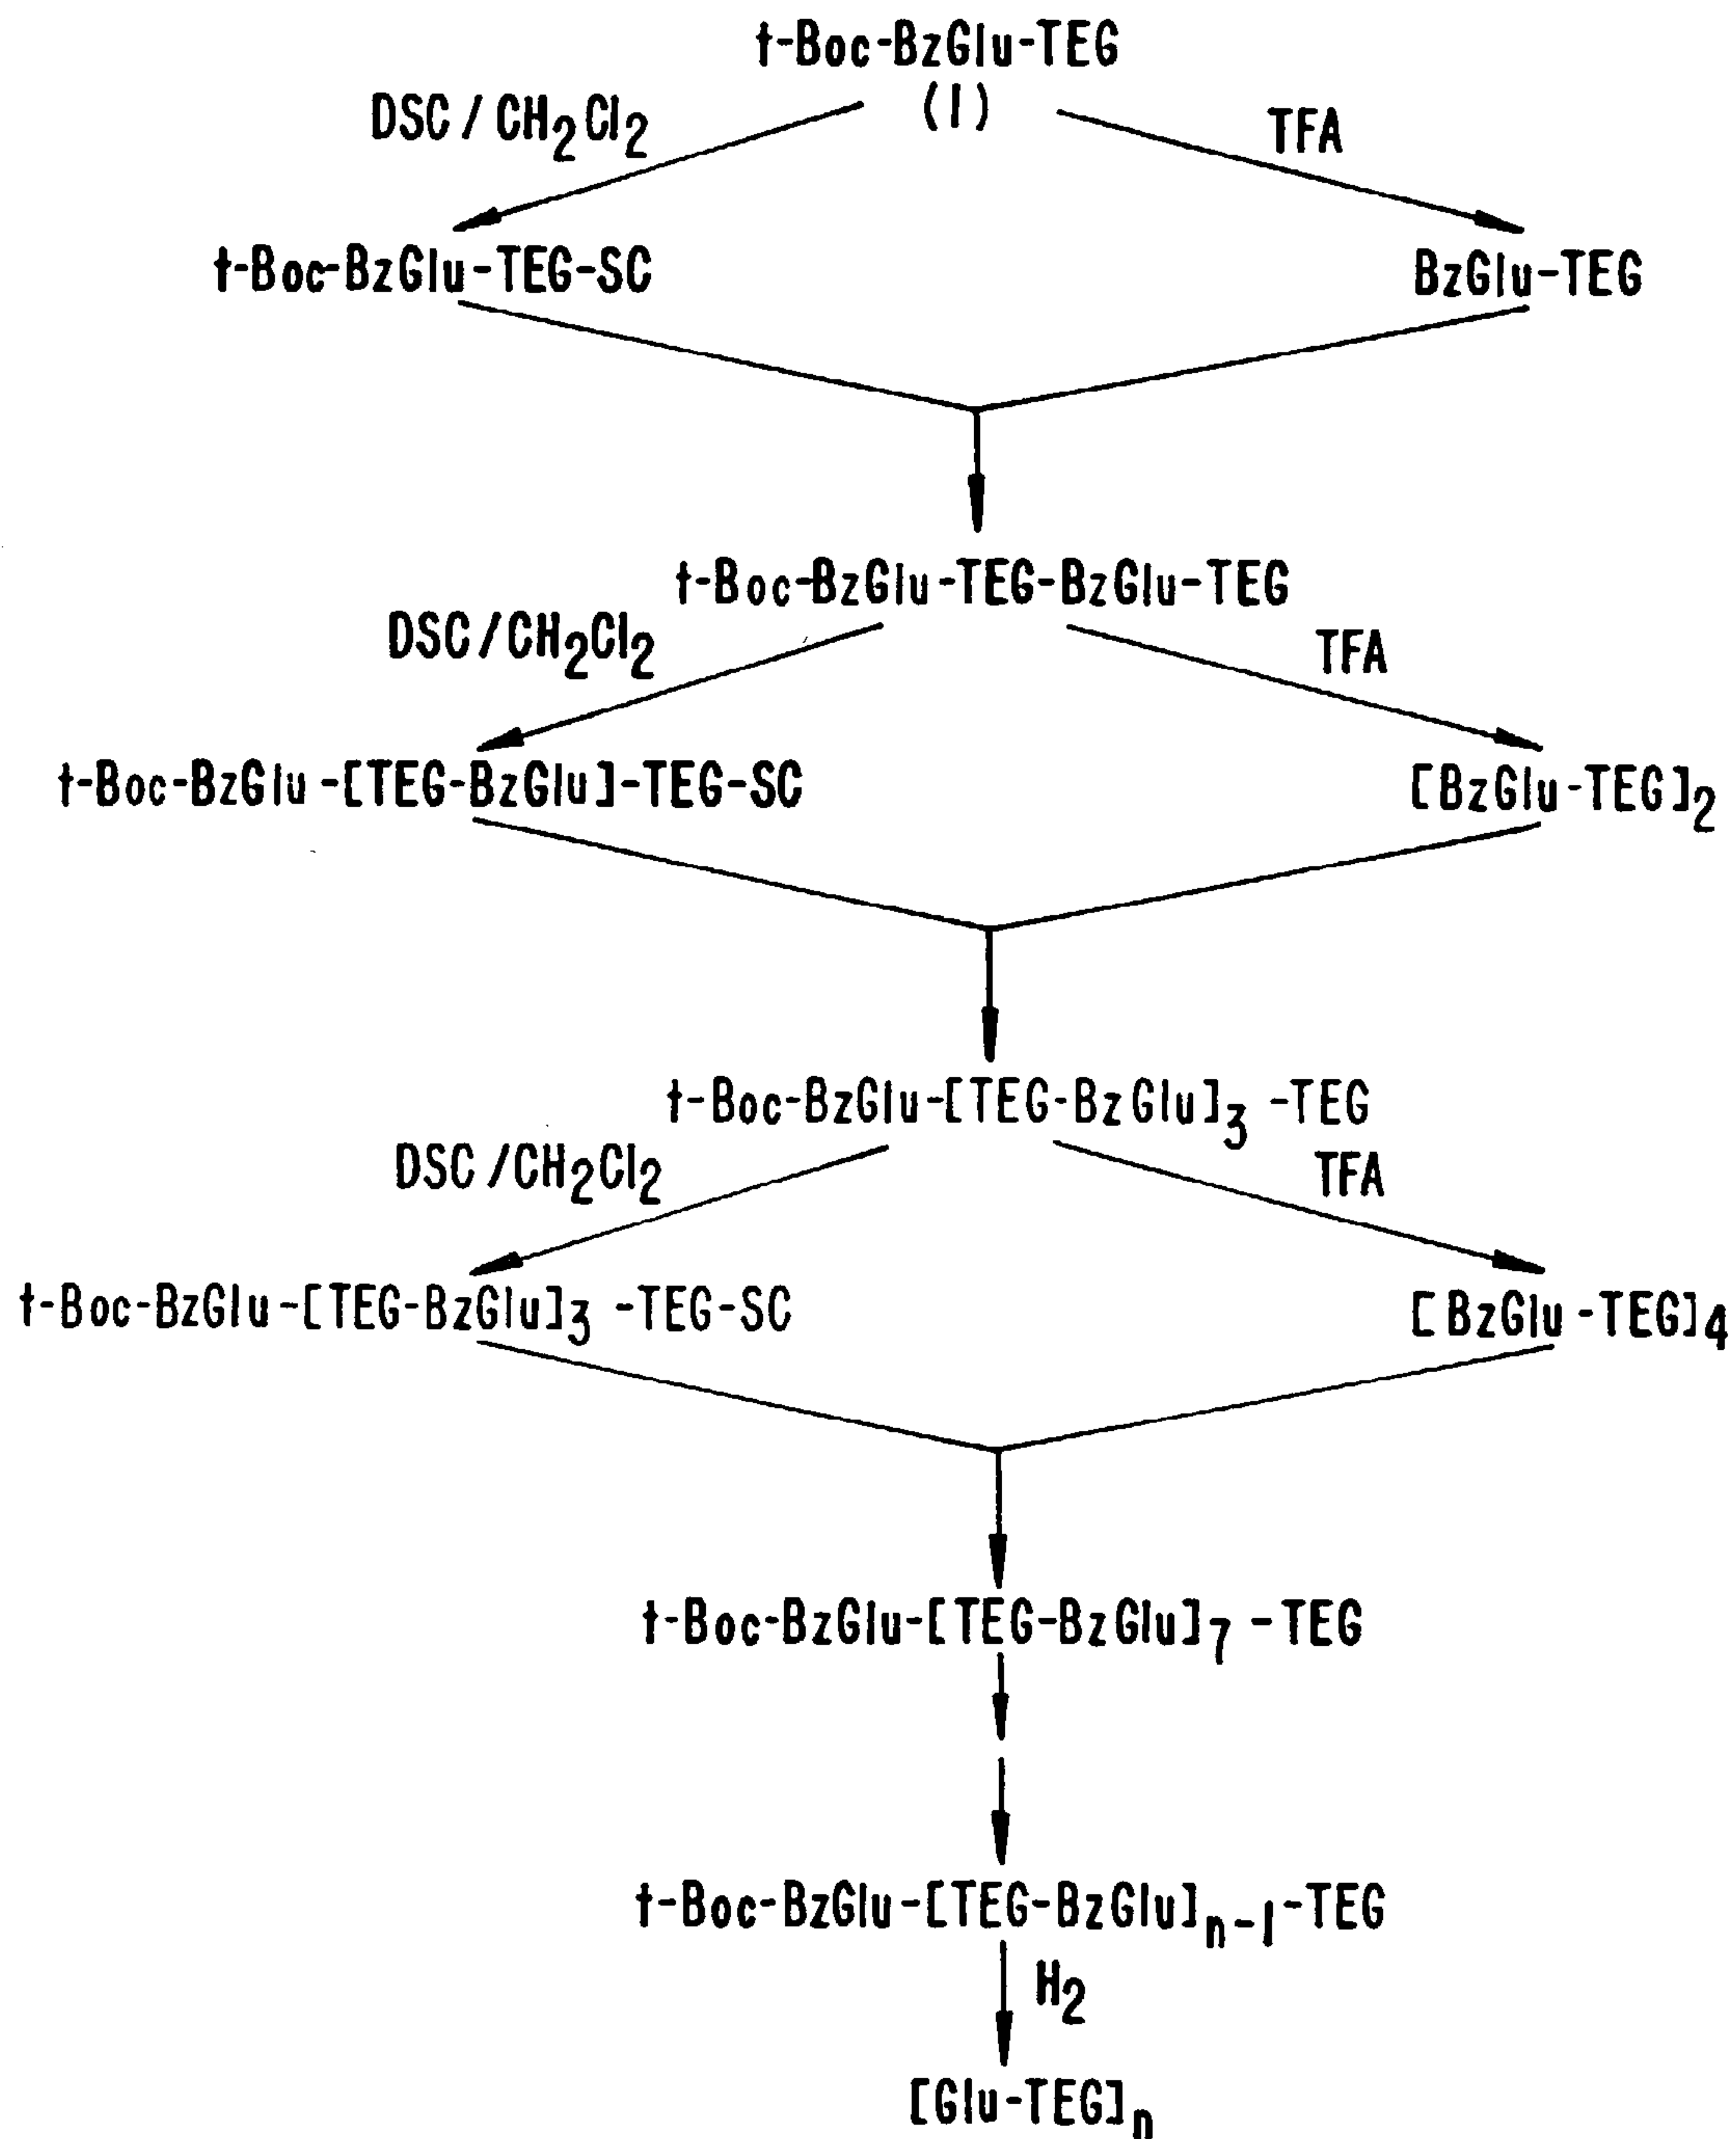 t-Boc-BzGlu-TEG
(I)
DSC / CH2Cl2
TFA
t-Boc-BzGlu-TEG-SC
BzGlu-TEG
t-Boc-BzGlu-TEG-BzGlu-TEG
DSC/CH2Cl2
TFA
t-Boc-BzGlu-[TEG-BzGlu]-TEG-SC
[BzGlu-TEG]2
t-Boc-BzGlu-[TEG-BzGlu]3-TEG
DSC/CH2Cl2
TFA
t-Boc-BzGlu-[TEG-BzGlu]3-TEG-SC
[BzGlu-TEG]4
t-Boc-BzGlu-[TEG-BzGlu]7-TEG
t-Boc-BzGlu-[TEG-BzGlu]n-1-TEG
H2
[Glu-TEG]n